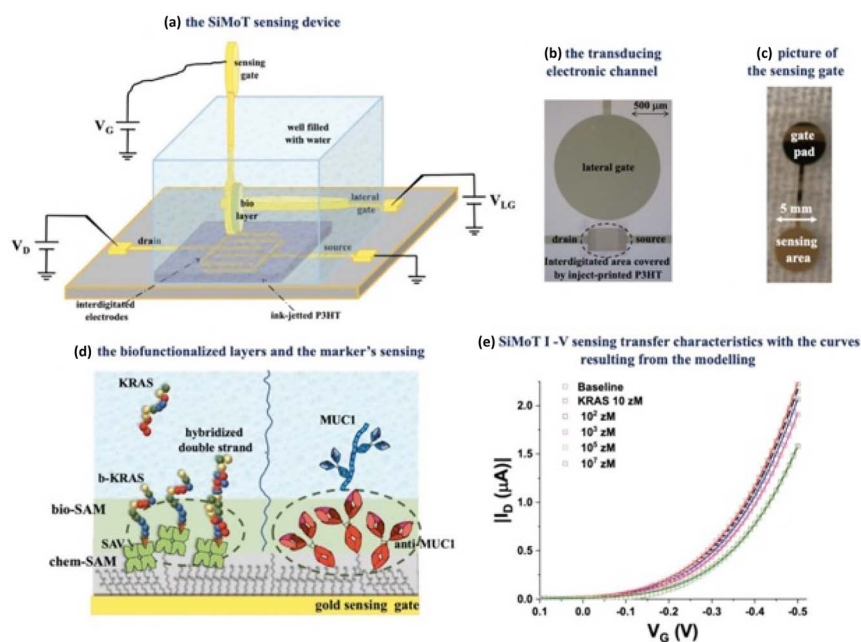 (a) the SiMoT sensing device
sensing
gate
V_G
well filled
with water
bio
layer
lateral
gate
V_LG
V_D
drain
source
interdigitated
electrodes
ink-jetted P3HT
(b) the transducing
electronic channel
500 μm
lateral gate
drain
source
Interdigitated area covered
by inject-printed P3HT
(c) picture of
the sensing gate
gate
pad
5 mm
sensing
area
(d) the biofunctionalized layers and the marker's sensing
KRAS
hybridized
double strand
MUC1
b-KRAS
bio-SAM
SAV
anti-MUC1
chem-SAM
gold sensing gate
(e) SiMoT I -V sensing transfer characteristics with the curves
resulting from the modelling
Baseline
KRAS 10 zM
10² zM
10³ zM
10⁵ zM
10⁷ zM
|I_D (μA)|
2.0
1.5
1.0
0.5
0.0
0.1 0.0 -0.1 -0.2 -0.3 -0.4 -0.5
V_G (V)